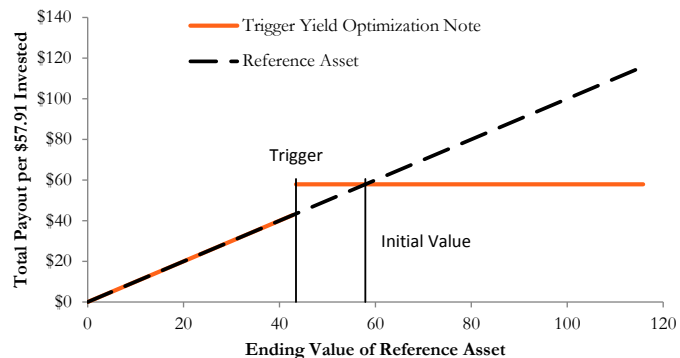 $140
$120
$100
$80
$60
$40
$20
$0
Total Payout per $57.91 Invested
Trigger Yield Optimization Note
Reference Asset
Trigger
Initial Value
0
20
40
60
80
100
120
Ending Value of Reference Asset